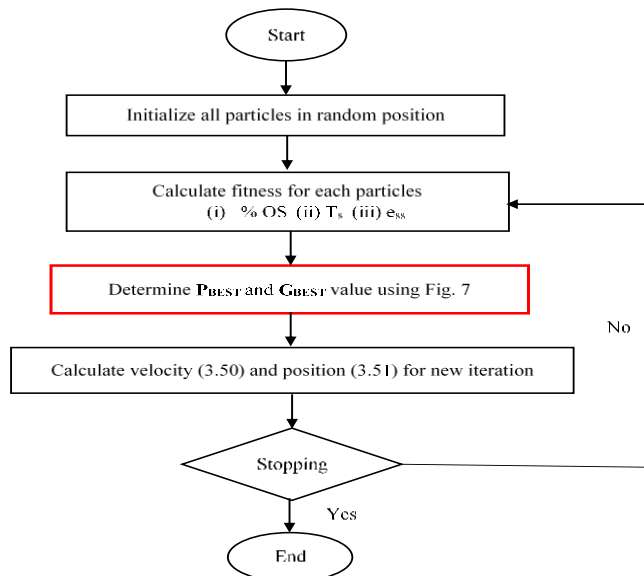 Start
Initialize all particles in random position
Calculate fitness for each particles
(i) % OS (ii) Ts (iii) ess
Determine PBEST and GBEST value using Fig. 7
No
Calculate velocity (3.50) and position (3.51) for new iteration
Stopping
Yes
End